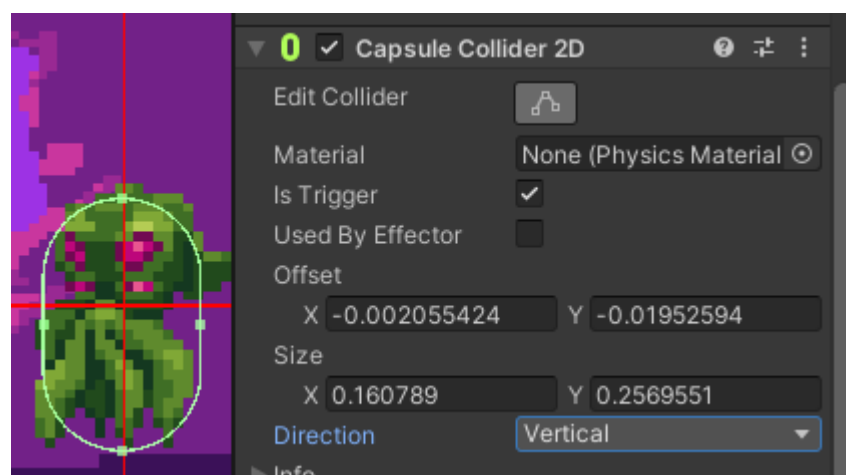 Capsule Collider 2D
Edit Collider
Material None (Physics Material
Is Trigger
Used By Effector
Offset
X -0.002055424 Y -0.01952594
Size
X 0.160789 Y 0.2569551
Direction Vertical
Info